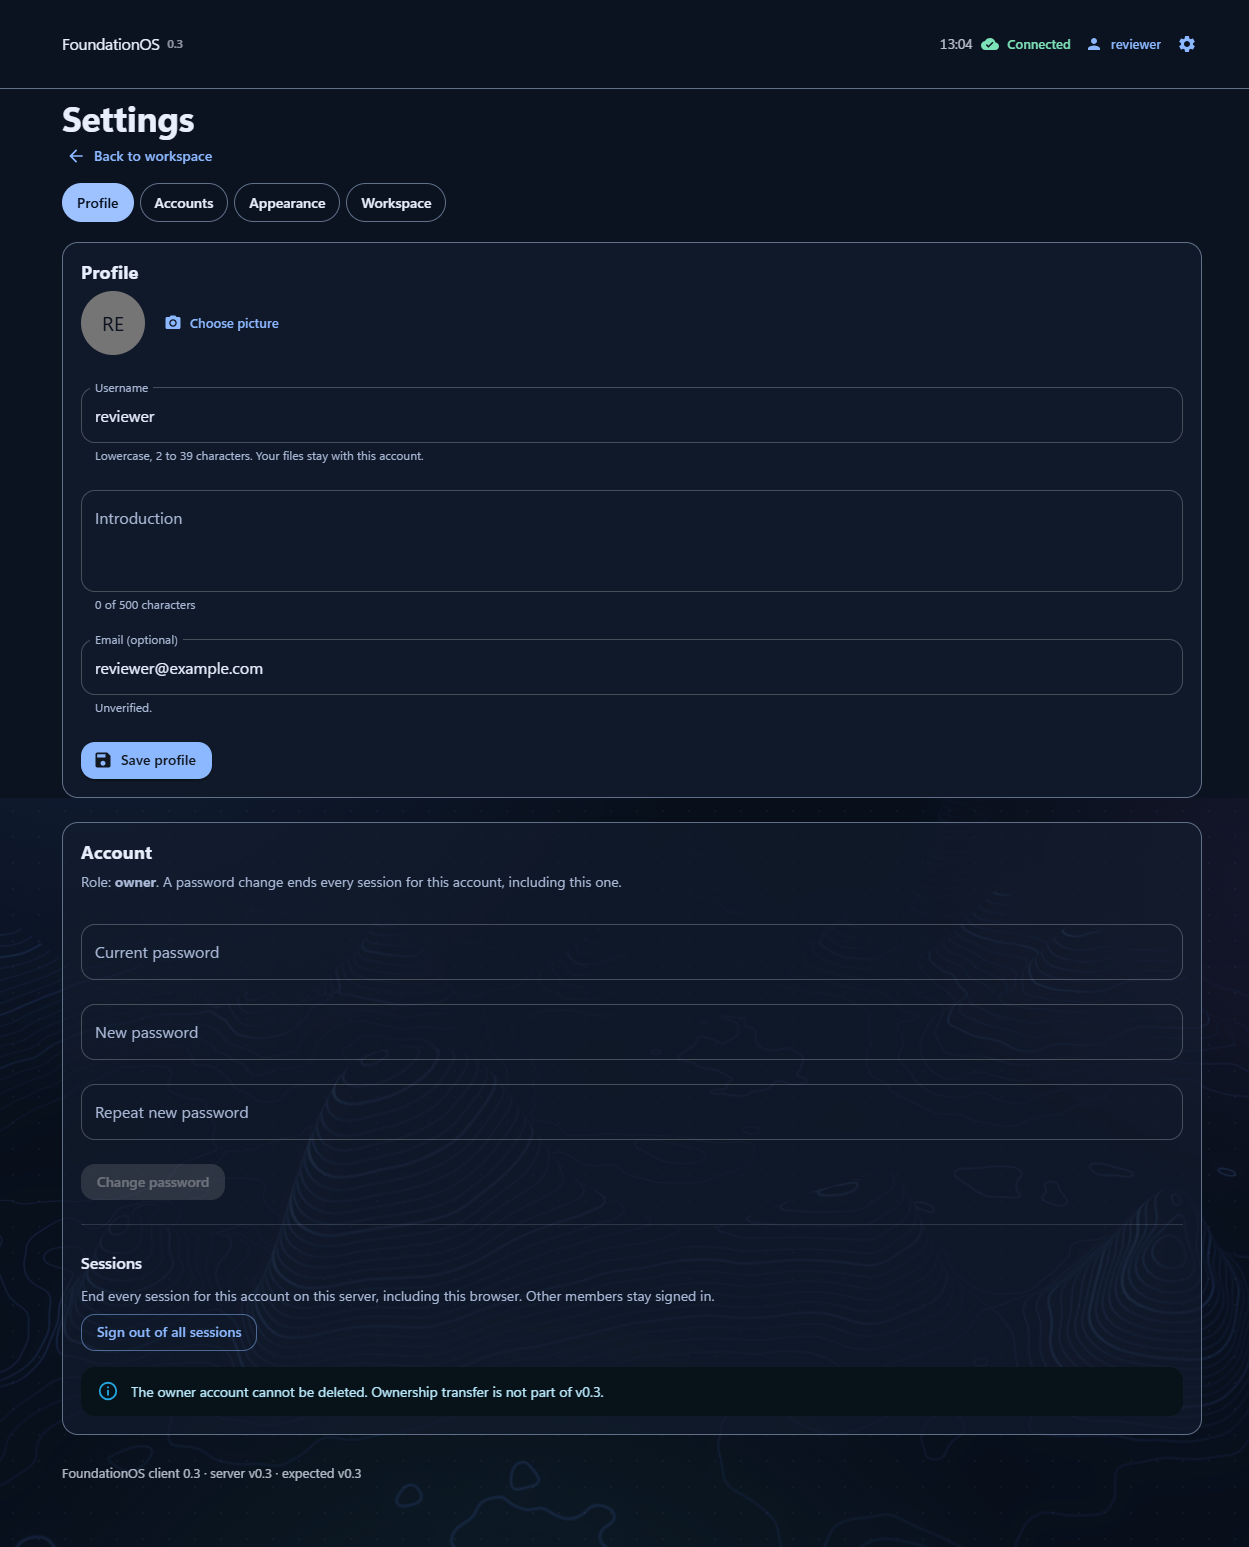 FoundationOS 0.3
13:04 Connected reviewer
Settings
Back to workspace
Profile Accounts Appearance Workspace
Profile
RE Choose picture
Username
reviewer
Lowercase, 2 to 39 characters. Your files stay with this account.
Introduction
0 of 500 characters
Email (optional)
reviewer@example.com
Unverified.
Save profile
Account
Role: owner. A password change ends every session for this account, including this one.
Current password
New password
Repeat new password
Change password
Sessions
End every session for this account on this server, including this browser. Other members stay signed in.
Sign out of all sessions
The owner account cannot be deleted. Ownership transfer is not part of v0.3.
FoundationOS client 0.3 · server v0.3 · expected v0.3